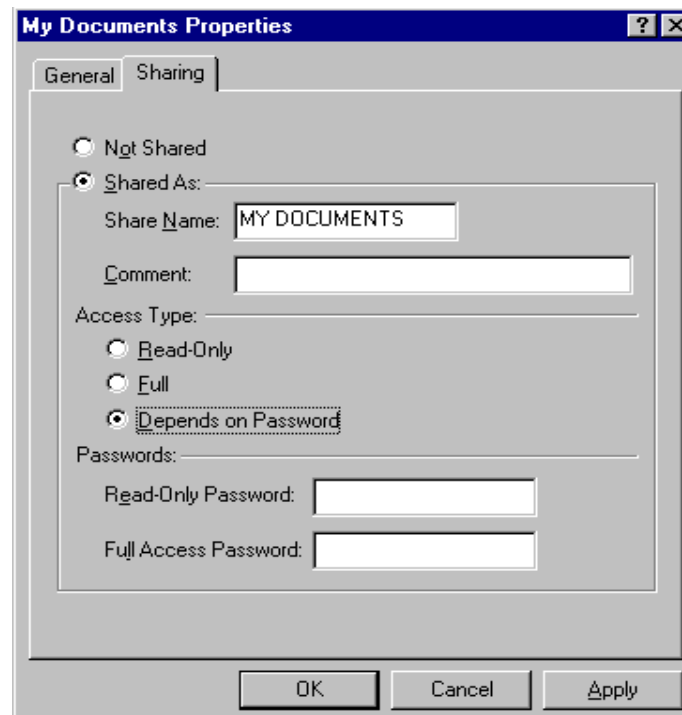 My Documents Properties
General Sharing
Not Shared
Shared As:
Share Name: MY DOCUMENTS
Comment:
Access Type:
Read-Only
Full
Depends on Password
Passwords:
Read-Only Password:
Full Access Password:
OK Cancel Apply